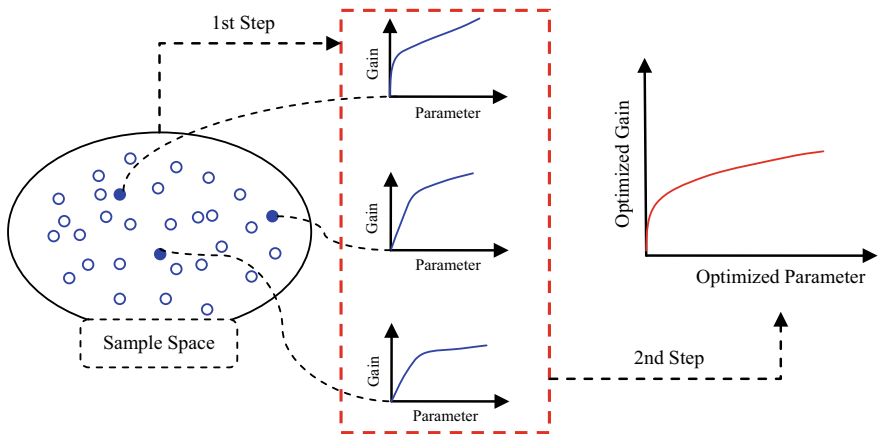 1st Step
Gain
Parameter
Gain
Parameter
Gain
Parameter
Sample Space
2nd Step
Optimized Gain
Optimized Parameter